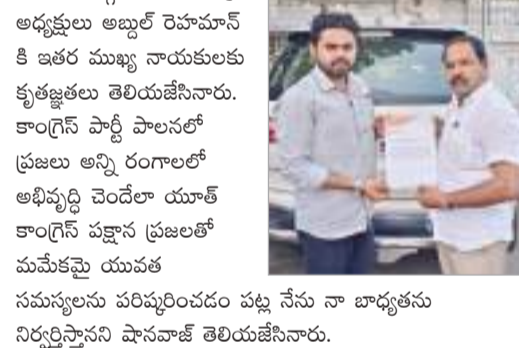 అధ్యక్షులు అబ్దుల్ రెహమాన్
కి ఇతర ముఖ్య నాయకులకు
కృతజ్ఞతలు తెలియజేసినారు.
కాంగ్రెస్ పార్టీ పాలనలో
ప్రజలు అన్ని రంగాలలో
అభివృద్ధి చెందేలా యూత్
కాంగ్రెస్ పక్షాన ప్రజలతో
మమేకమై యువత
సమస్యలను పరిష్కరించడం పట్ల నేను నా బాధ్యతను
నిర్వర్తిస్తానని షానవాజ్ తెలియజేసినారు.